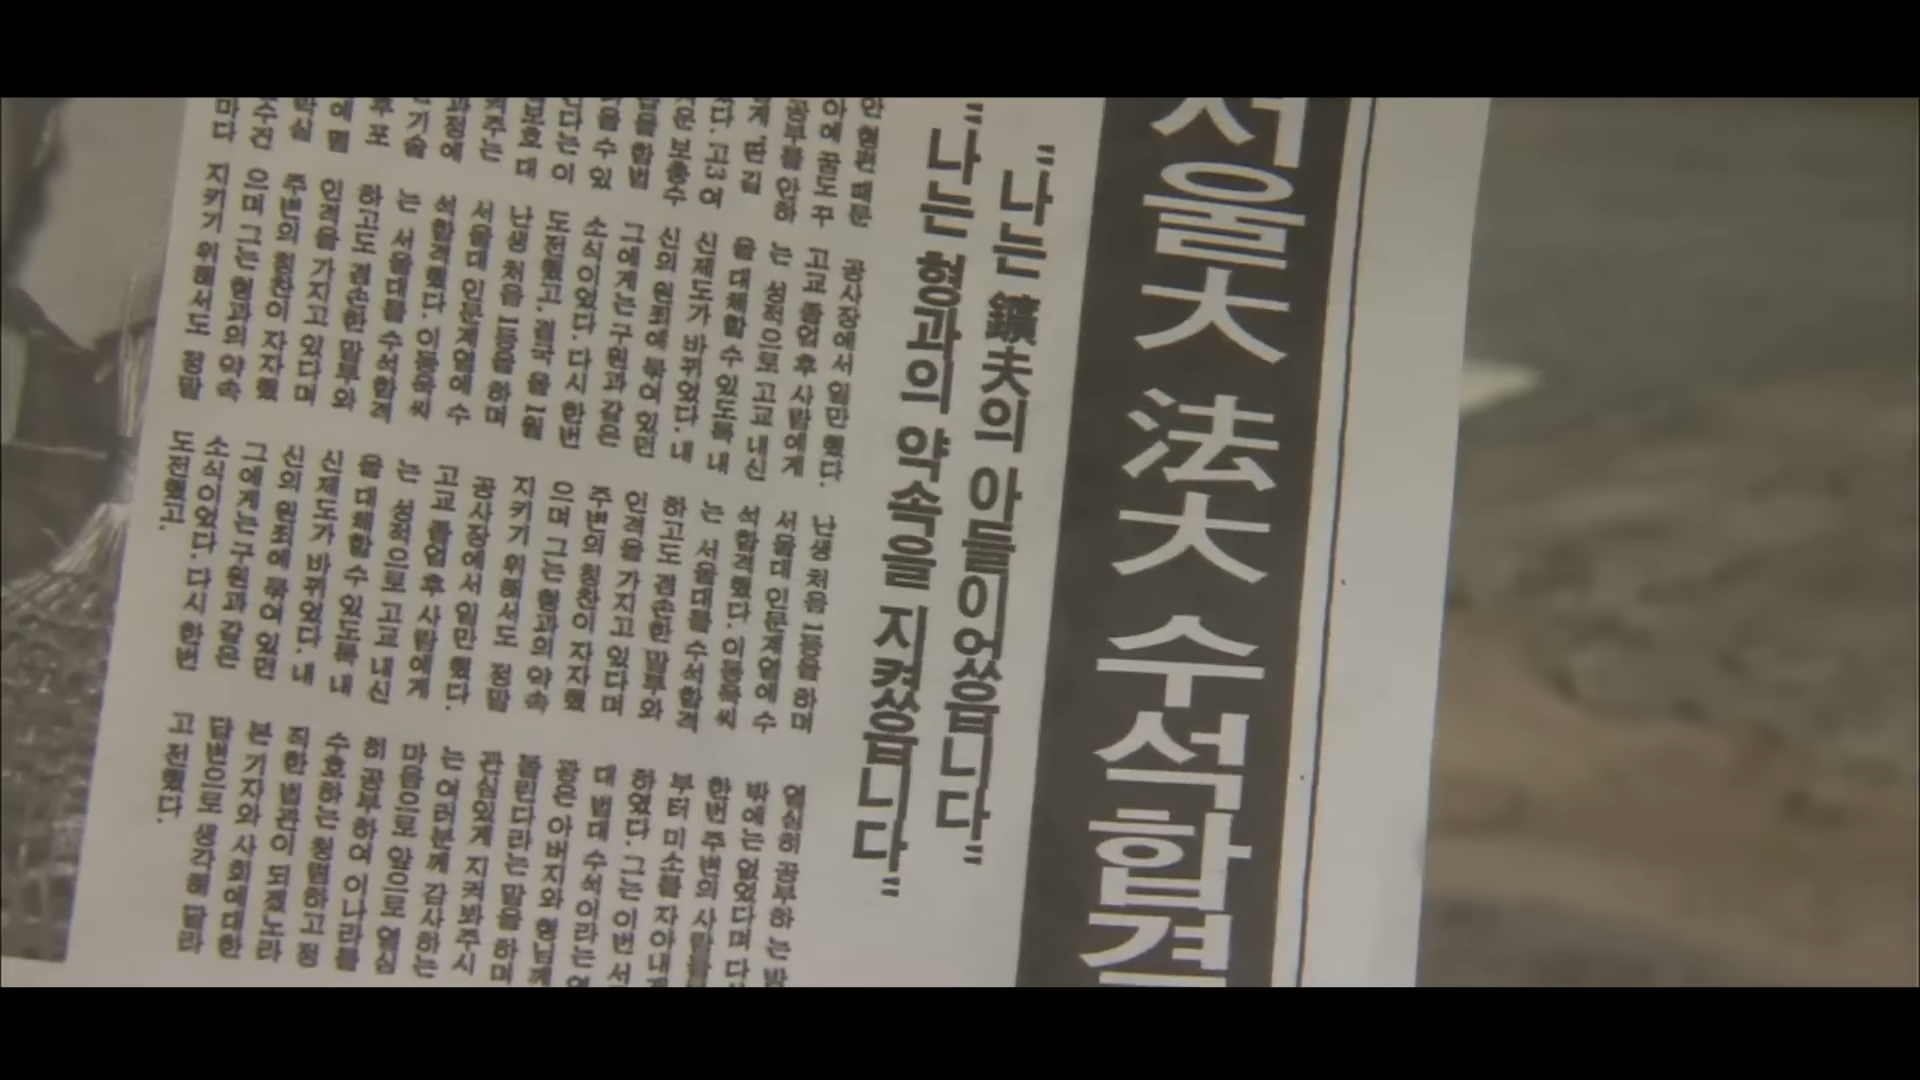 서울大 法大 수석합격
"나는 鑛夫의 아들이었습니다"
"나는 형과의 약속을 지켰습니다"
공사장에서 일만 했다.
고교 졸업 후 사람에게
는 성적으로 고교 내신
을 대체할 수 있도록 내
신제도가 바뀌었다. 내
신의 원죄에 묶여 있던
그에게는 구원과 같은
소식이었다. 다시 한번
도전했고, 결국 올 1월
난생 처음 1등을 하며
서울대 인문계열에 수
석합격했다. 이동욱씨
는 서울대를 수석합격
하고도 겸손한 말투와
인격을 가지고 있다며
주변의 칭찬이 자자했
으며 그는 형과의 약속
지키기 위해서도 정말
난생 처음 1등을 하며
서울대 인문계열에 수
석합격했다. 이동욱씨
는 서울대를 수석합격
하고도 겸손한 말투와
인격을 가지고 있다며
주변의 칭찬이 자자했
으며 그는 형과의 약속
지키기 위해서도 정말
공사장에서 일만 했다.
고교 졸업 후 사람에게
는 성적으로 고교 내신
을 대체할 수 있도록 내
신제도가 바뀌었다. 내
신의 원죄에 묶여 있던
그에게는 구원과 같은
소식이었다. 다시 한번
도전했고.
열심히 공부하는 방
밖에는 없었다며 다
한번 주변의 사람들
부터 미소를 자아내게
하였다. 그는 이번 서
대 법대 수석이라는
공은 아버지와 형님께
돌린다라는 말을 하며
관심있게 지켜봐주시
는 여러분께 감사하는
마음으로 앞으로 열심
히 공부하여 이나라를
수호하는 청렴하고 정
직한 법관이 되겠노라
본 기자와 사회에대한
답변으로 생각해 달라
고 전했다.